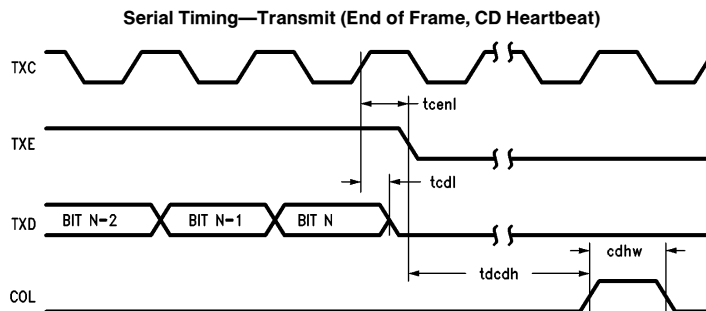 Serial Timing—Transmit (End of Frame, CD Heartbeat)
TXC
tcenl
TXE
tcdl
TXD
BIT N-2
BIT N-1
BIT N
cdhw
tdcdh
COL